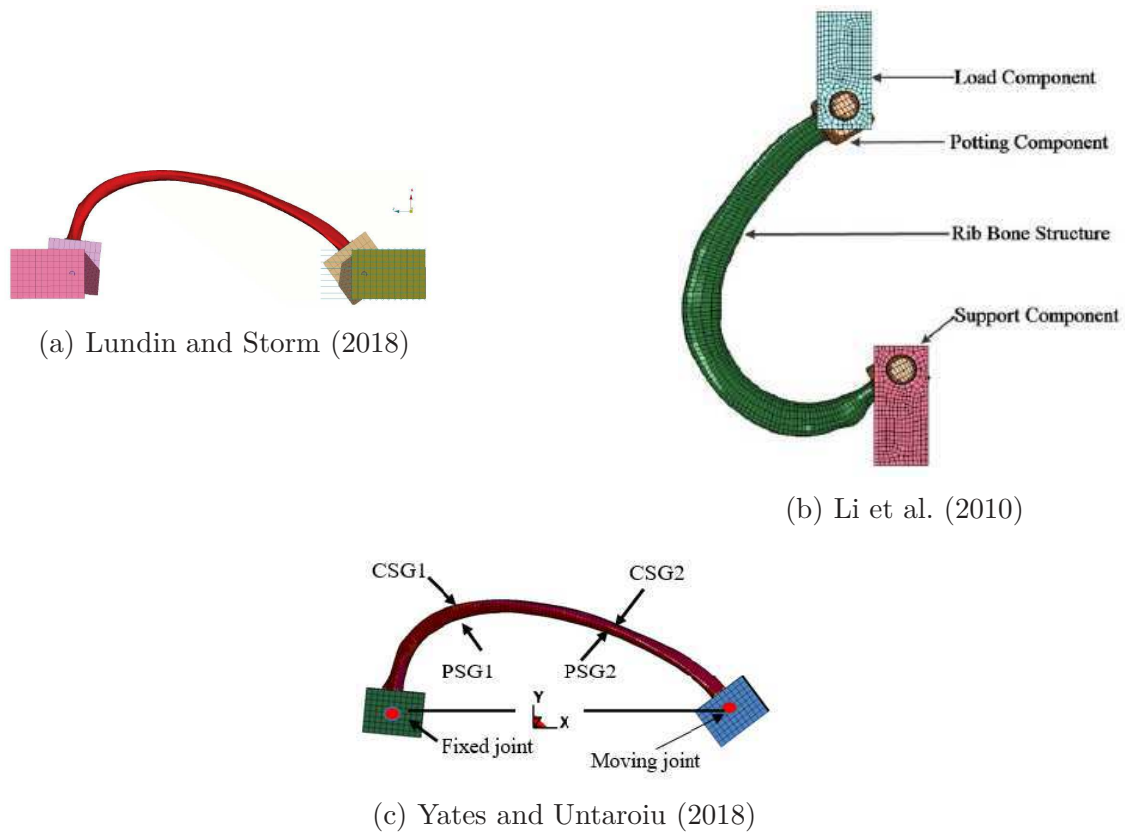 Load Component
Potting Component
Rib Bone Structure
Support Component
(a) Lundin and Storm (2018)
(b) Li et al. (2010)
CSG1
CSG2
PSG1
PSG2
Y
X
Fixed joint
Moving joint
(c) Yates and Untaroiu (2018)